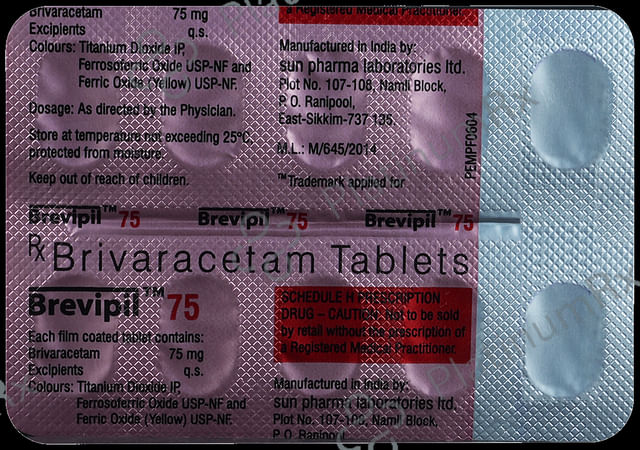 Brivaracetam 75 mg
Excipients q.s.
Colours: Titanium Dioxide IP,
Ferrosoferric Oxide USP-NF and
Ferric Oxide (Yellow) USP-NF.
Dosage: As directed by the Physician.
Store at temperature not exceeding 25°C,
protected from moisture.
Keep out of reach of children.
a Registered Medical Practitioner.
Manufactured in India by:
sun pharma laboratories ltd.
Plot No. 107-108, Namli Block,
P. O. Ranipool,
East-Sikkim-737 135.
M.L.: M/645/2014
™Trademark applied for
PEMPF0604
Brevipil™ 75 Brevipil™ 75 Brevipil™ 75
Rx Brivaracetam Tablets
Brevipil™ 75
Each film coated tablet contains:
Brivaracetam 75 mg
Excipients q.s.
Colours: Titanium Dioxide IP,
Ferrosoferric Oxide USP-NF and
Ferric Oxide (Yellow) USP-NF.
SCHEDULE H PRESCRIPTION
DRUG – CAUTION: Not to be sold
by retail without the prescription of
a Registered Medical Practitioner.
Manufactured in India by:
sun pharma laboratories ltd.
Plot No. 107-108, Namli Block,
P. O. Ranipool,